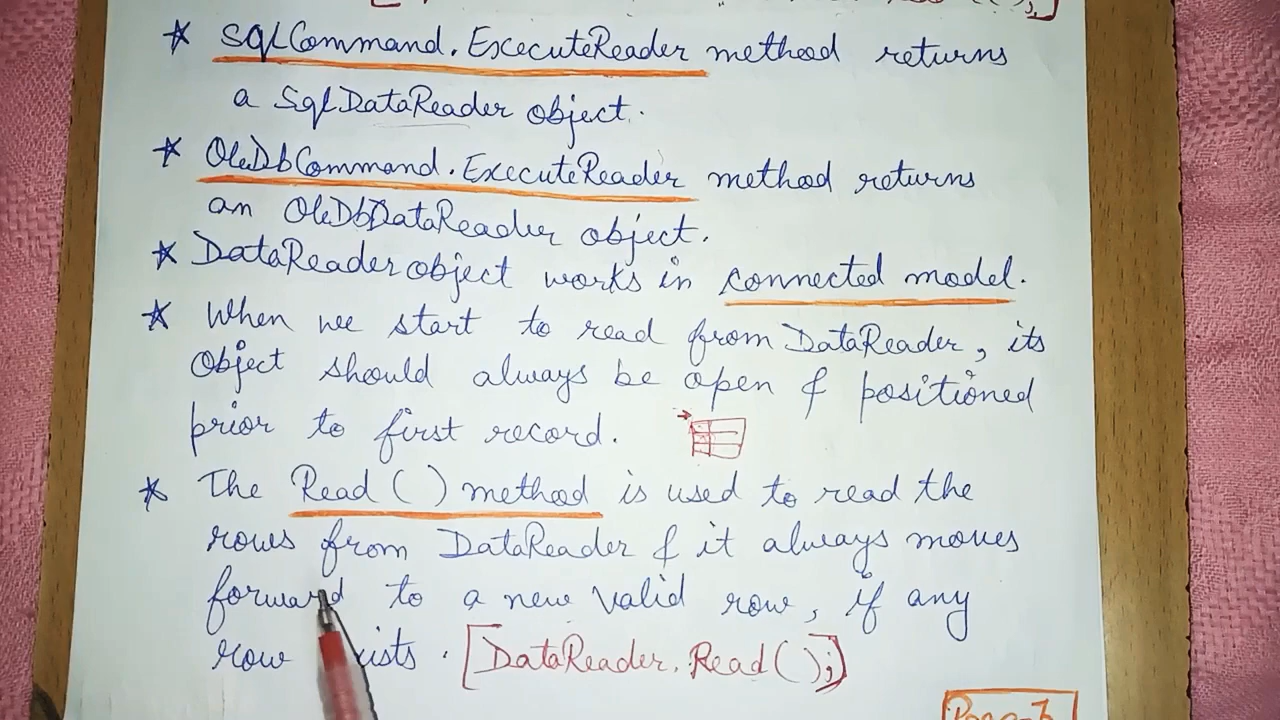 * SqlCommand.ExecuteReader method returns
a SqlDataReader object.
* OleDbCommand.ExecuteReader method returns
an OleDbDataReader object.
* DataReader object works in connected model.
* When we start to read from DataReader, its
Object should always be open & positioned
prior to first record.
* The Read() method is used to read the
rows from DataReader & it always moves
forward to a new valid row, if any
row [DataReader.Read();]